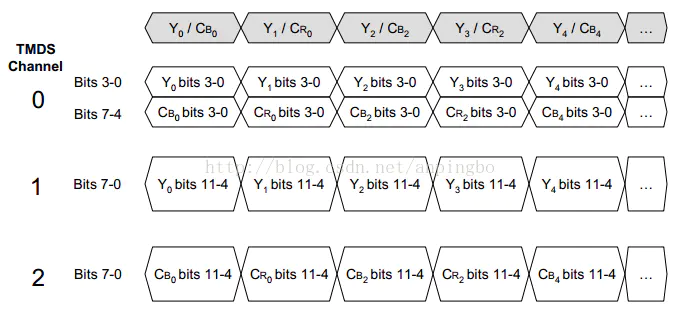 Y0 / CB0 Y1 / CR0 Y2 / CB2 Y3 / CR2 Y4 / CB4 ...
TMDS
Channel
0
Bits 3-0 Y0 bits 3-0 Y1 bits 3-0 Y2 bits 3-0 Y3 bits 3-0 Y4 bits 3-0 ...
Bits 7-4 CB0 bits 3-0 CR0 bits 3-0 CB2 bits 3-0 CR2 bits 3-0 CB4 bits 3-0 ...
http://blog.csdn.net/anpingbo
1 Bits 7-0 Y0 bits 11-4 Y1 bits 11-4 Y2 bits 11-4 Y3 bits 11-4 Y4 bits 11-4 ...
2 Bits 7-0 CB0 bits 11-4 CR0 bits 11-4 CB2 bits 11-4 CR2 bits 11-4 CB4 bits 11-4 ...